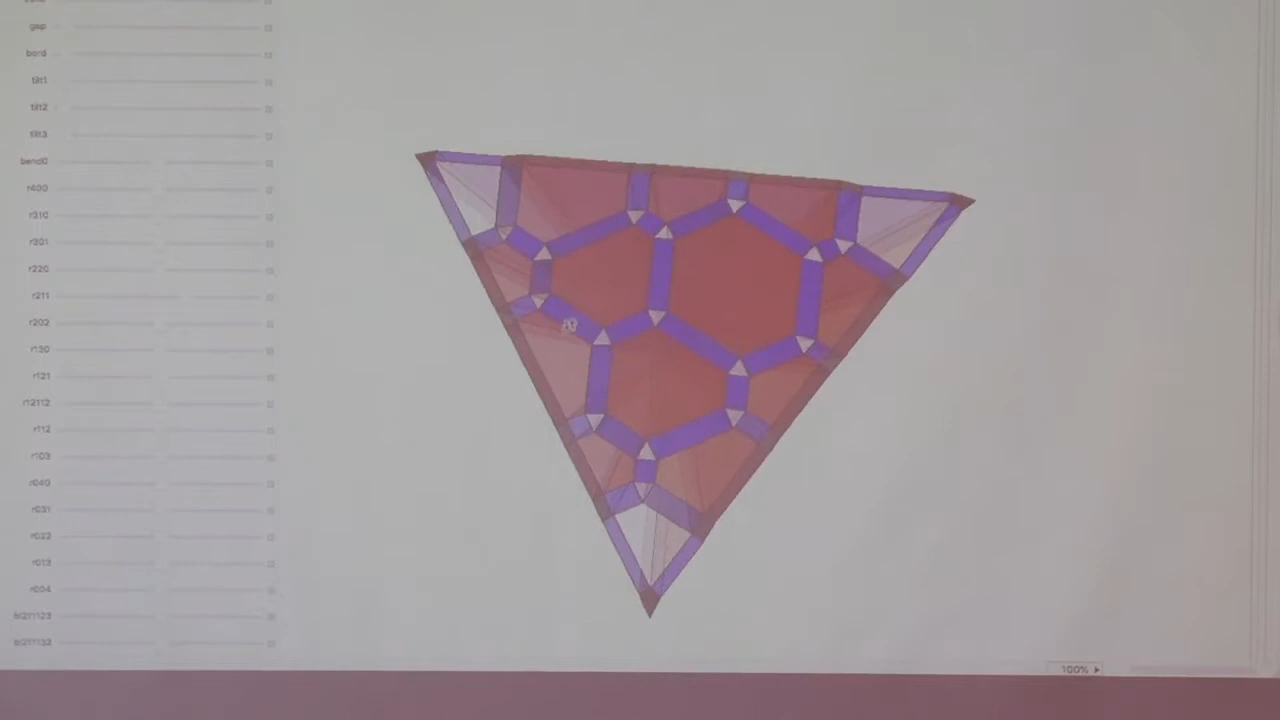 gap
bord
tilt1
tilt2
tilt3
bend0
r400
r310
r301
r220
r211
r202
r130
r121
r12112
r112
r103
r040
r031
r022
r013
r004
100%